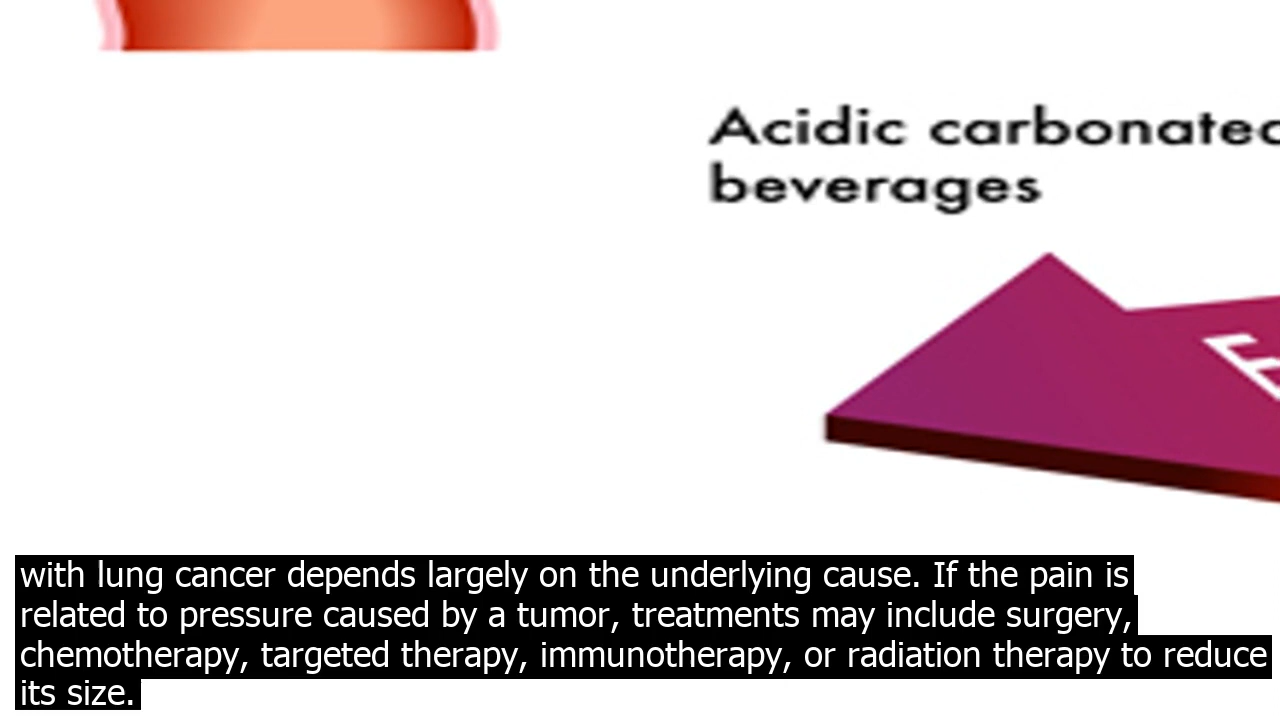 Acidic carbonated
beverages
E
with lung cancer depends largely on the underlying cause. If the pain is
related to pressure caused by a tumor, treatments may include surgery,
chemotherapy, targeted therapy, immunotherapy, or radiation therapy to reduce
its size.